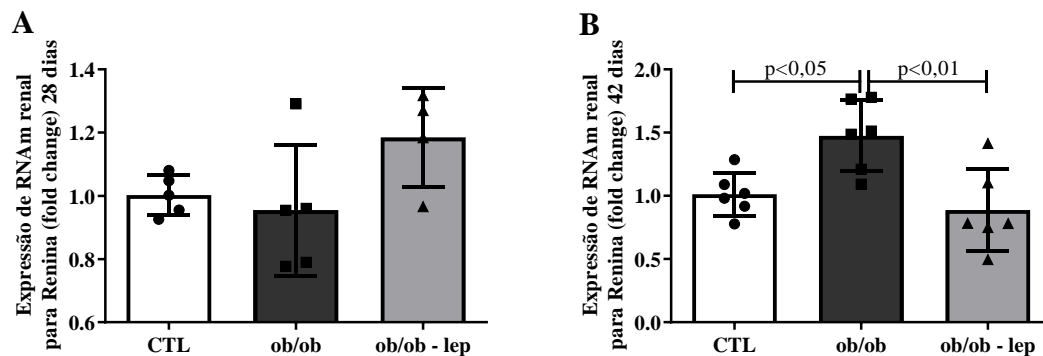 A
Expressão de RNAm renal
para Renina (fold change) 28 dias
1.4
1.2
1.0
0.8
0.6
CTL
ob/ob
ob/ob - lep
B
Expressão de RNAm renal
para Renina (fold change) 42 dias
2.0
1.5
1.0
0.5
0.0
p<0,05
p<0,01
CTL
ob/ob
ob/ob - lep